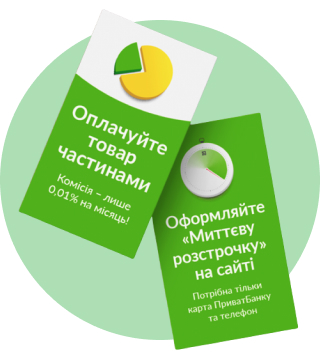 Оплачуйте
товар
частинами
Комісія – лише
0,01% на місяць!
Оформляйте
«Миттєву
розстрочку»
на сайті
Потрібна тільки
карта ПриватБанку
та телефон